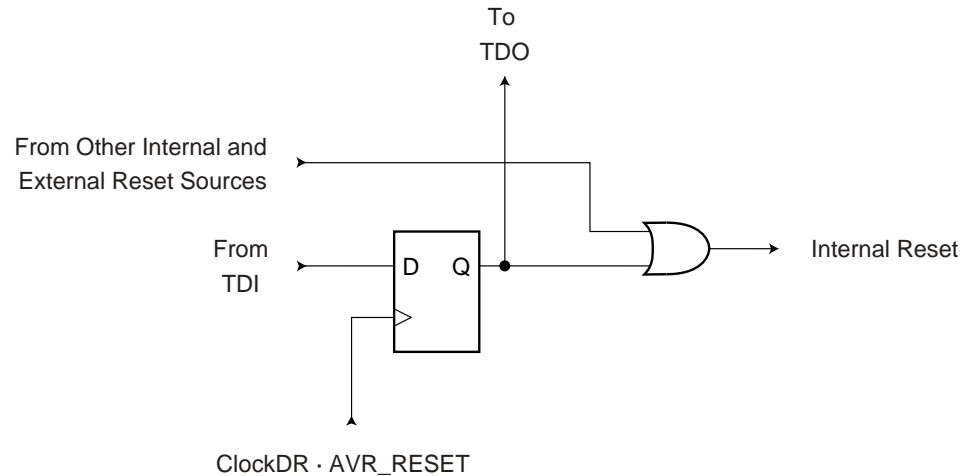 To
TDO
From Other Internal and
External Reset Sources
From
TDI
D Q
Internal Reset
ClockDR · AVR_RESET